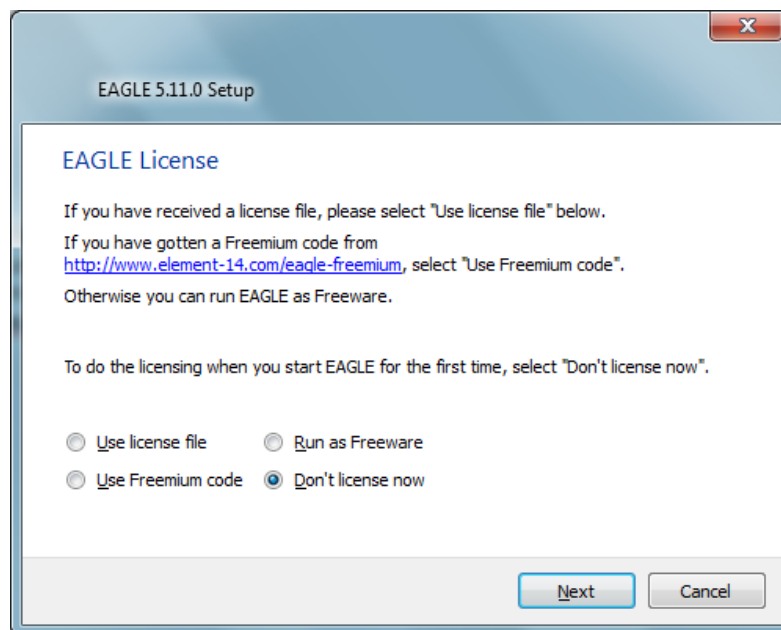 EAGLE 5.11.0 Setup
EAGLE License
If you have received a license file, please select "Use license file" below.
If you have gotten a Freemium code from
http://www.element-14.com/eagle-freemium, select "Use Freemium code".
Otherwise you can run EAGLE as Freeware.
To do the licensing when you start EAGLE for the first time, select "Don't license now".
Use license file Run as Freeware
Use Freemium code Don't license now
Next Cancel